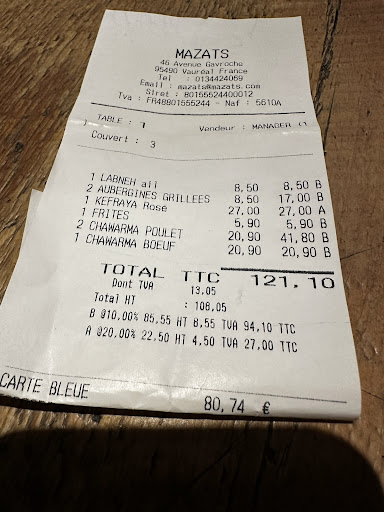 MAZATS
46 Avenue Gavroche
95490 Vauréal France
Tel : 0134424069
Email : mazats@mazats.com
Siret : 80155524400012
Tva : FR48801555244 - Naf : 5610A
TABLE : 7
Vendeur : MANAGER (1
Couvert : 3
1 LABNEH ail 8,50 8,50 B
2 AUBERGINES GRILLEES 8,50 17,00 B
1 KEFRAYA Rosé 27,00 27,00 A
1 FRITES 5,90 5,90 B
2 CHAWARMA POULET 20,90 41,80 B
1 CHAWARMA BOEUF 20,90 20,90 B
TOTAL TTC 121,10
Dont TVA 13,05
Total HT : 108,05
B @10,00% 85,55 HT 8,55 TVA 94,10 TTC
A @20,00% 22,50 HT 4,50 TVA 27,00 TTC
CARTE BLEUE 80,74 €